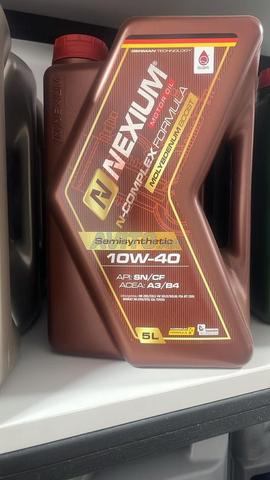 GERMAN TECHNOLOGY
NEXIUM
MOTOR OIL
N-COMPLEX FORMULA
MOLYBDENUM BOOST
Semisynthetic
10W-40
API: SN/CF
ACEA: A3/B4
5L
NEXIUM